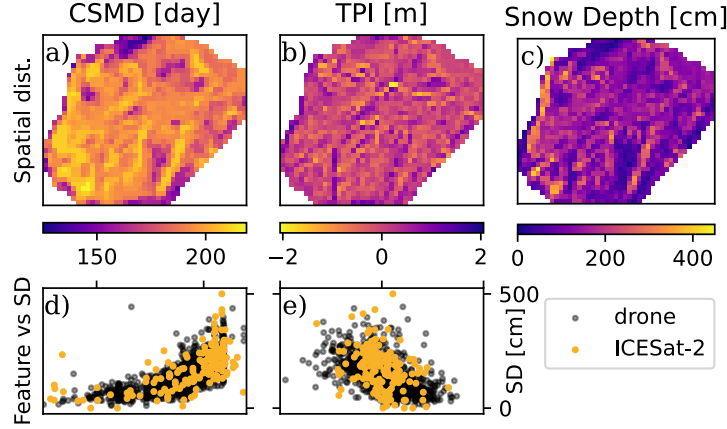 CSMD [day] TPI [m] Snow Depth [cm]
Spatial dist.
a) b) c)
150 200 −2 0 2 0 200 400
Feature vs SD
d) e)
500
0
SD [cm]
drone
ICESat-2